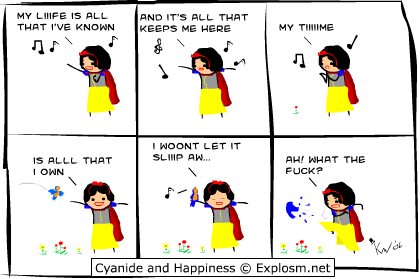 MY LIIIFE IS ALL
THAT I'VE KNOWN
AND IT'S ALL THAT
KEEPS ME HERE
MY TIIIIIME
IS ALLL THAT
I OWN
I WOONT LET IT
SLIIIP AW...
AH! WHAT THE
FUCK?
Cyanide and Happiness © Explosm.net